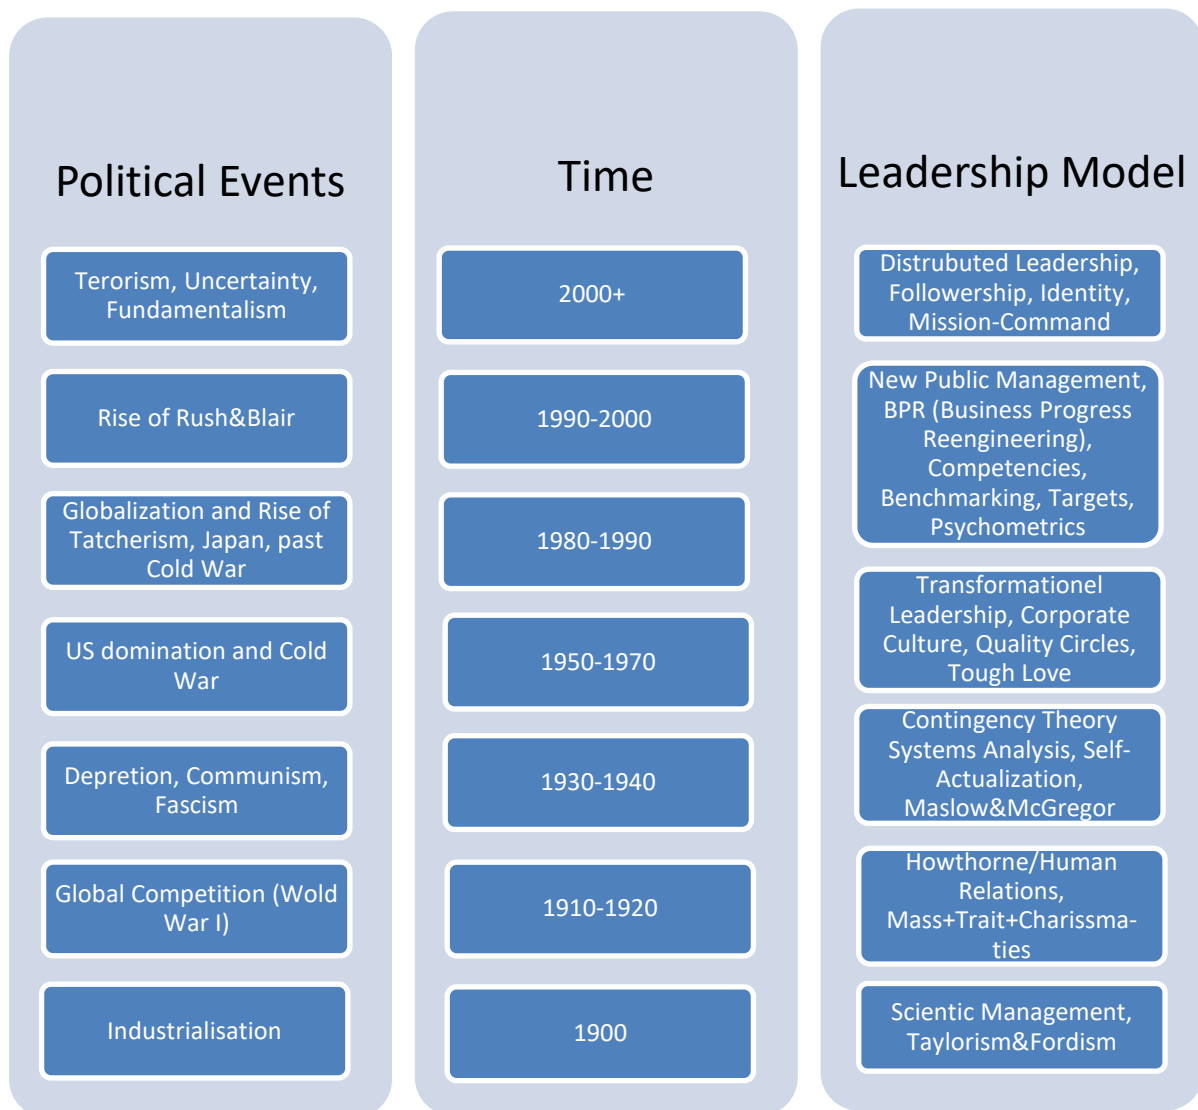 Political Events
Terorism, Uncertainty,
Fundamentalism
Rise of Rush&Blair
Globalization and Rise of
Tatcherism, Japan, past
Cold War
US domination and Cold
War
Depretion, Communism,
Fascism
Global Competition (Wold
War I)
Industrialisation
Time
2000+
1990-2000
1980-1990
1950-1970
1930-1940
1910-1920
1900
Leadership Model
Distrubuted Leadership,
Followership, Identity,
Mission-Command
New Public Management,
BPR (Business Progress
Reengineering),
Competencies,
Benchmarking, Targets,
Psychometrics
Transformationel
Leadership, Corporate
Culture, Quality Circles,
Tough Love
Contingency Theory
Systems Analysis, Self-
Actualization,
Maslow&McGregor
Howthorne/Human
Relations,
Mass+Trait+Charissma-
ties
Scientic Management,
Taylorism&Fordism